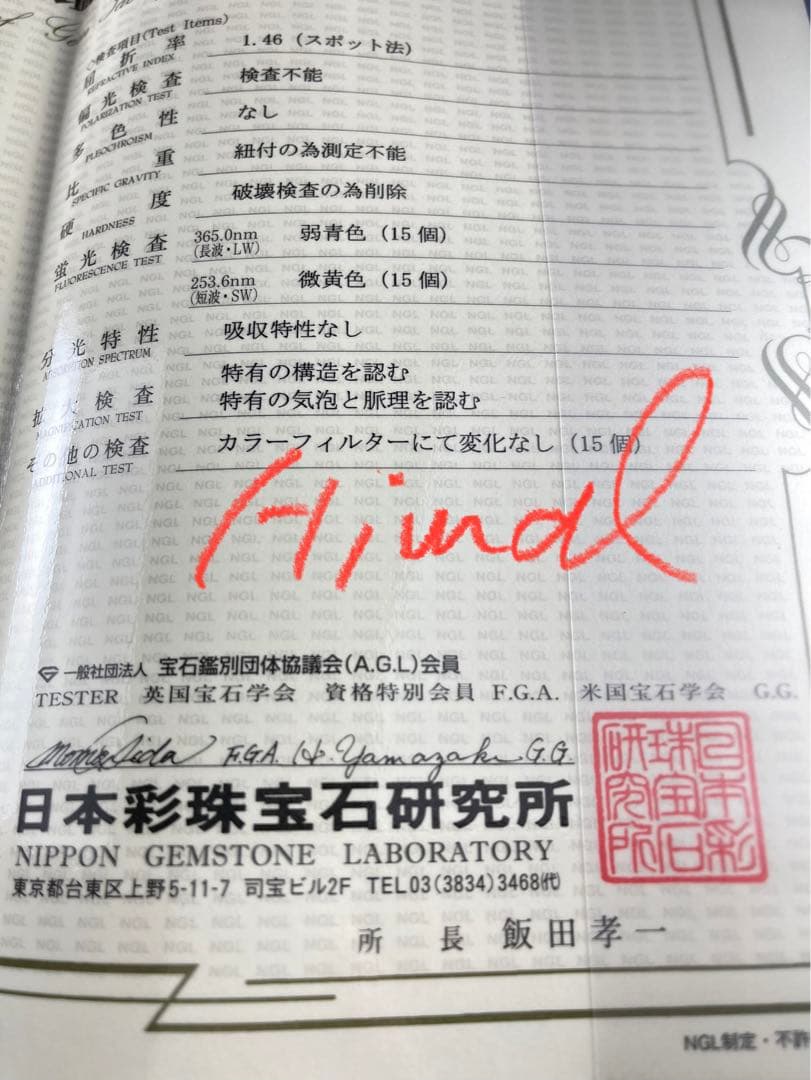 ◇検査項目(Test Items)
屈折率 1.46 (スポット法)
REFRACTIVE INDEX
偏光検査 検査不能
POLARIZATION TEST
多色性 なし
PLEOCHROISM
比重 紐付の為測定不能
SPECIFIC GRAVITY
硬度 破壊検査の為削除
HARDNESS
蛍光検査 365.0nm 弱青色 (15個)
FLUORESCENCE TEST (長波・LW)
253.6nm 微黄色 (15個)
(短波・SW)
分光特性 吸収特性なし
ABSORPTION SPECTRUM
特有の構造を認む
拡大検査 特有の気泡と脈理を認む
MAGNIFICATION TEST
その他の検査 カラーフィルターにて変化なし (15個)
ADDITIONAL TEST
一般社団法人 宝石鑑別団体協議会(A.G.L)会員
TESTER 英国宝石学会 資格特別会員 F.G.A. 米国宝石学会 G.G.
F.G.A. H. Yamazaki G.G.
日本彩珠宝石研究所
NIPPON GEMSTONE LABORATORY
東京都台東区上野5-11-7 司宝ビル2F TEL03(3834)3468(代)
日本彩珠宝石研究所
所長 飯田孝一
NGL制定・不許